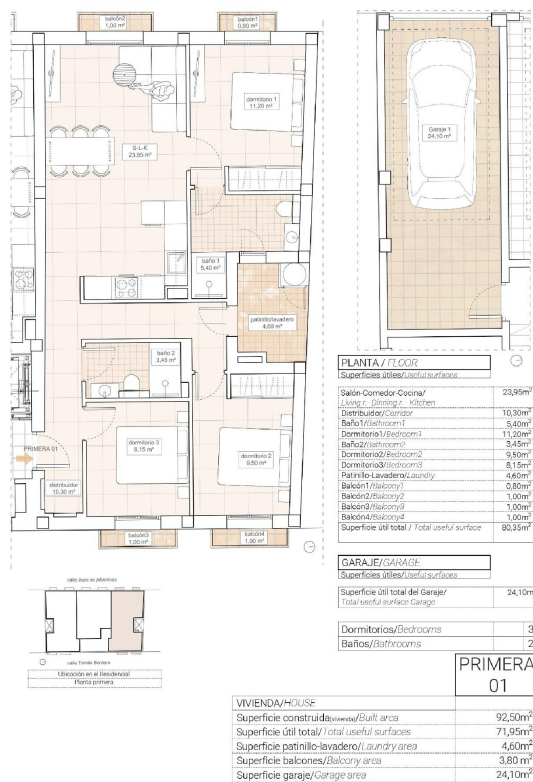 balcón2
1,00 m²
balcón1
0,80 m²
dormitorio 1
11,20 m²
S-L-K
23,95 m²
Garaje 1
24,10 m²
baño 1
5,40 m²
patinillo/lavadero
4,60 m²
baño 2
3,45 m²
dormitorio 3
8,15 m²
dormitorio 2
9,50 m²
PRIMERA 01
distribuidor
10,30 m²
balcón3
1,00 m²
balcón4
1,00 m²
PLANTA / FLOOR
Superficies útiles/Useful surfaces
Salón-Comedor-Cocina/ 23,95m²
Living r.- Dinning r. - Kitchen
Distribuidor/Corridor 10,30m²
Baño1/Bathroom1 5,40m²
Dormitorio1/Bedroom1 11,20m²
Baño2/Bathroom2 3,45m²
Dormitorio2/Bedroom2 9,50m²
Dormitorio3/Bedroom3 8,15m²
Patinillo-Lavadero/Laundry 4,60m²
Balcón1/Balcony1 0,80m²
Balcón2/Balcony2 1,00m²
Balcón3/Balcony3 1,00m²
Balcón4/Balcony4 1,00m²
Superficie útil total / Total useful surface 80,35m²
GARAJE/GARAGE
Superficies útiles/Useful surfaces
Superficie útil total del Garaje/ 24,10m
Total useful surface Garage
Dormitorios/Bedrooms 3
Baños/Bathrooms 2
calle Juan de Albentosa
calle Tomás Bordera
Ubicación en el Residencial
Planta primera
PRIMERA
01
VIVIENDA/HOUSE
Superficie construida(vivienda)/Built area 92,50m²
Superficie útil total/Total useful surfaces 71,95m²
Superficie patinillo-lavadero/Laundry area 4,60m²
Superficie balcones/Balcony area 3,80 m²
Superficie garaje/Garage area 24,10m²